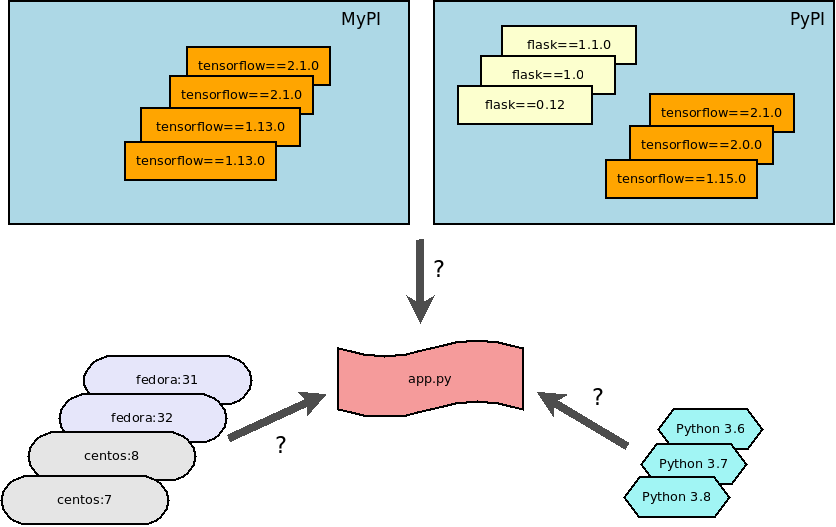 MyPI
tensorflow==2.1.0
tensorflow==2.1.0
tensorflow==1.13.0
tensorflow==1.13.0
PyPI
flask==1.1.0
flask==1.0
flask==0.12
tensorflow==2.1.0
tensorflow==2.0.0
tensorflow==1.15.0
?
fedora:31
fedora:32
centos:8
centos:7
?
app.py
?
Python 3.6
Python 3.7
Python 3.8